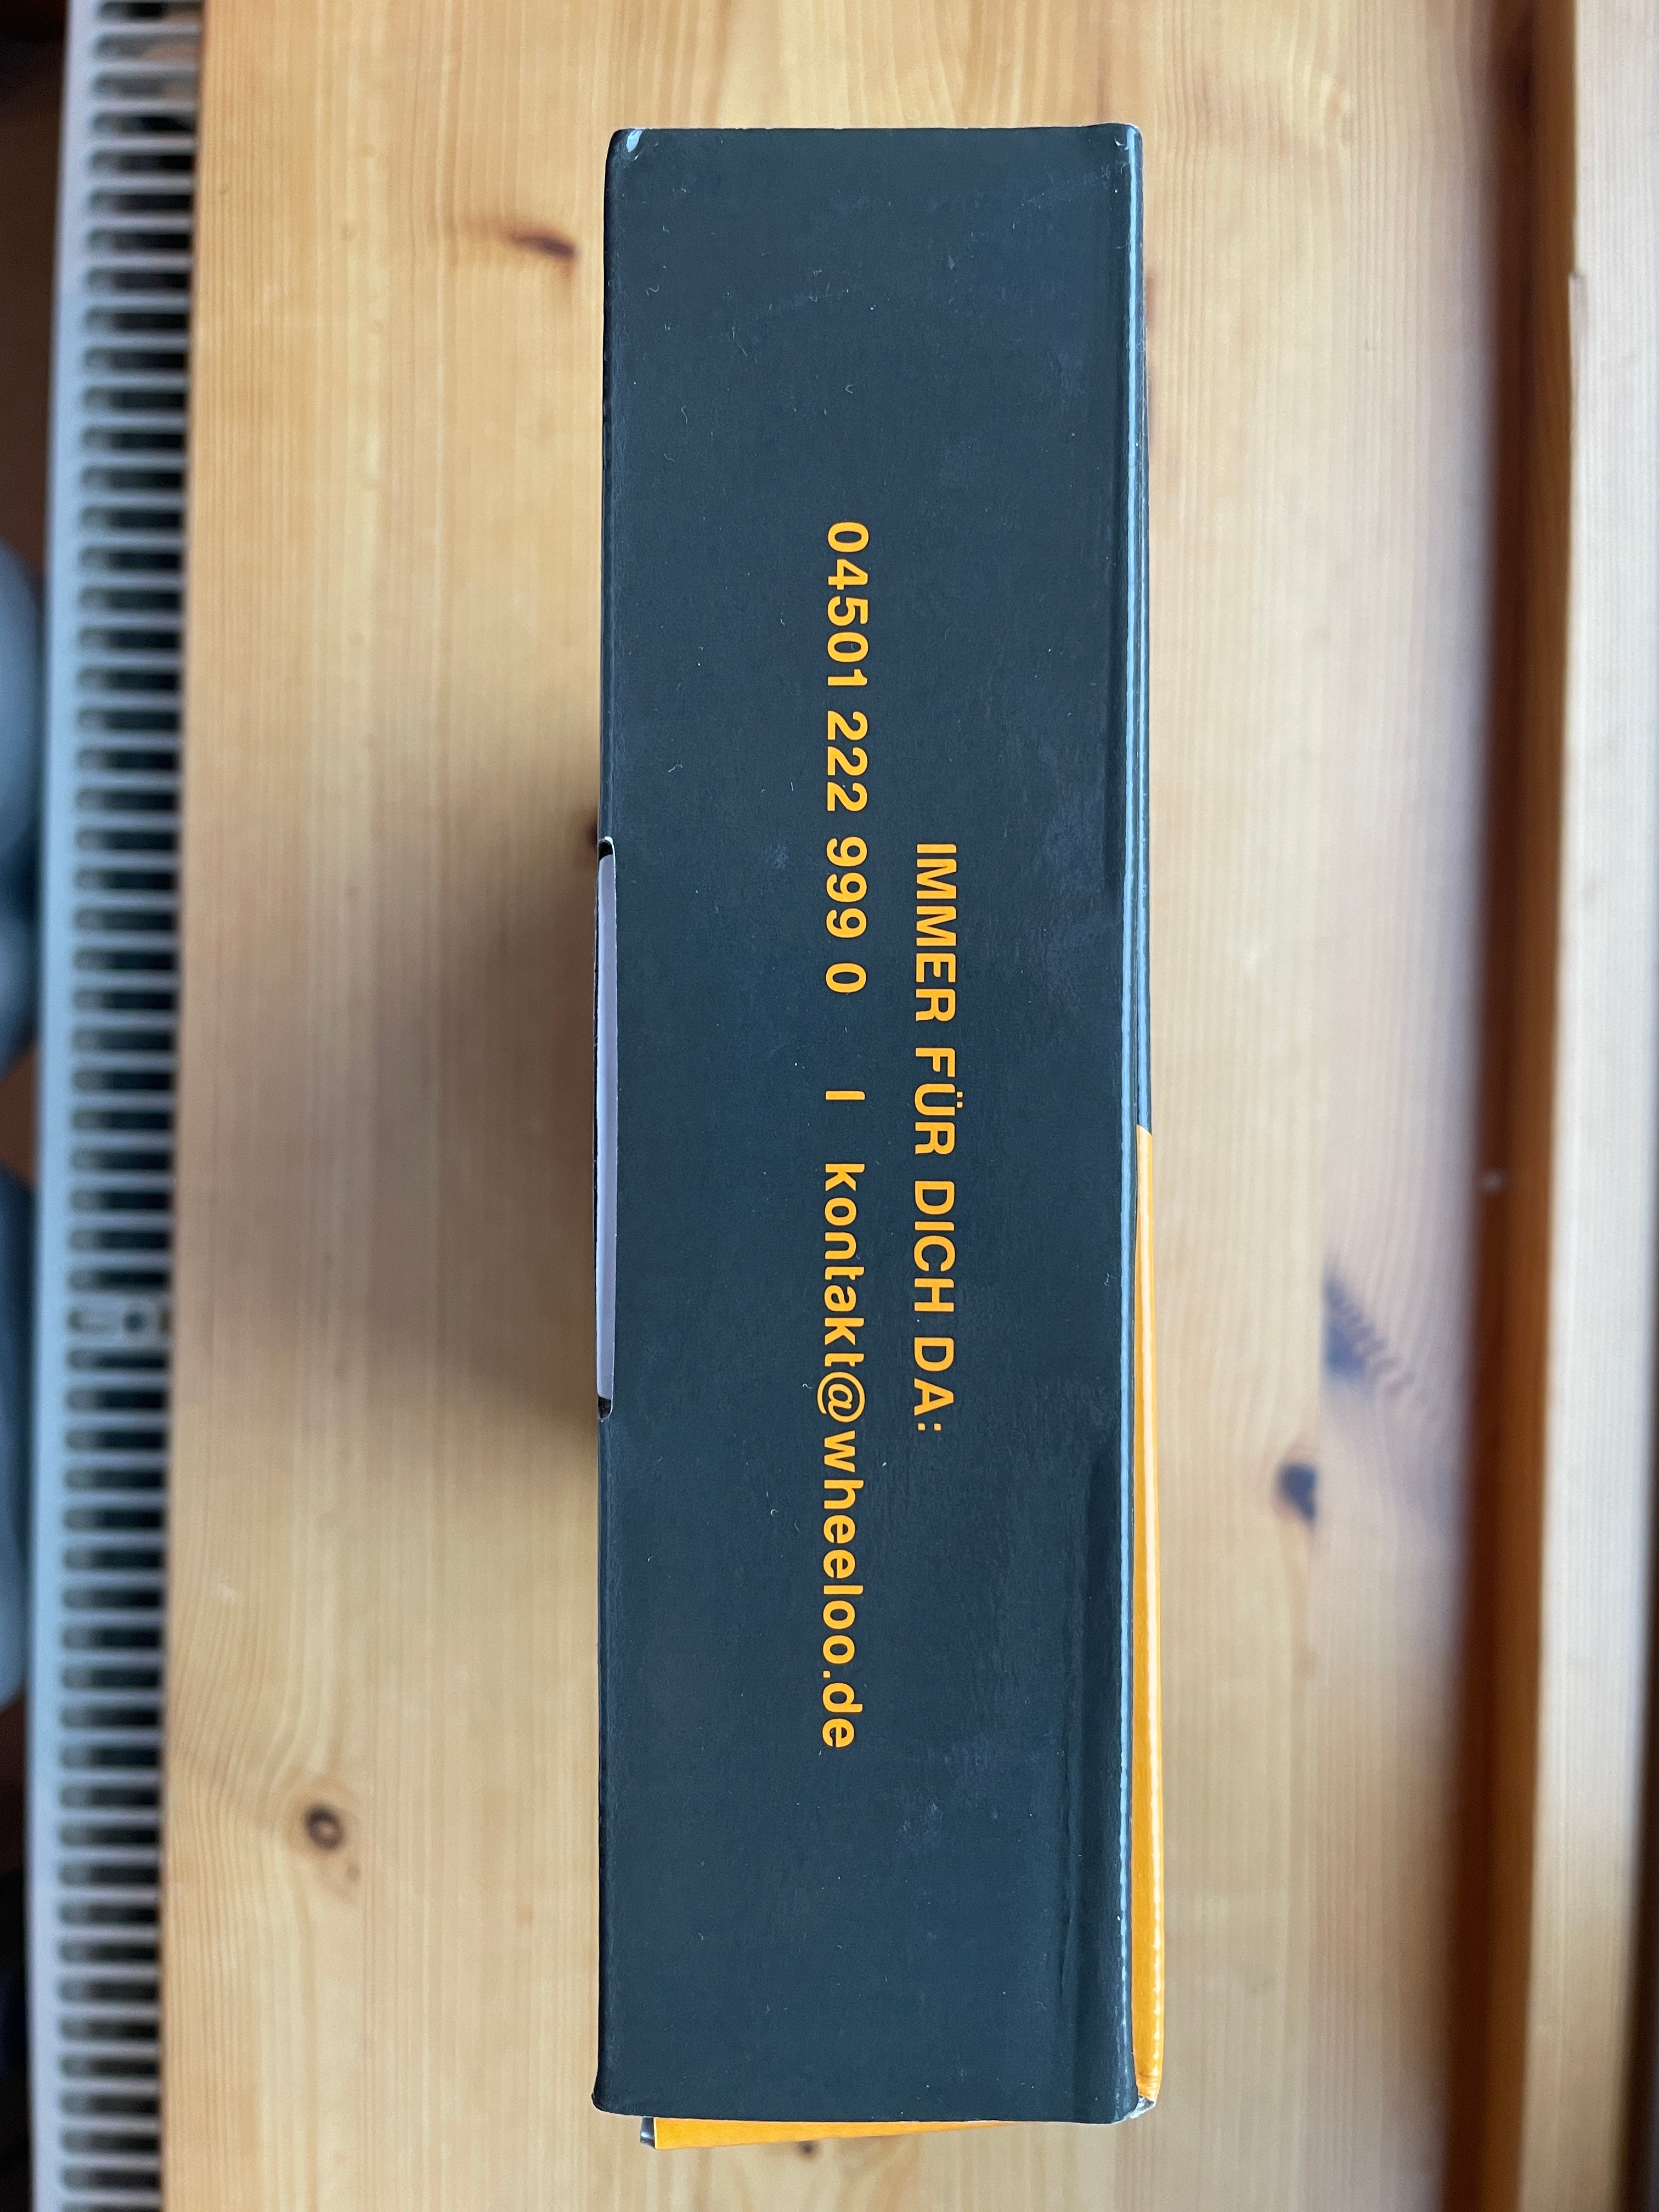 IMMER FÜR DICH DA:
04501 222 999 0 | kontakt@wheeloo.de